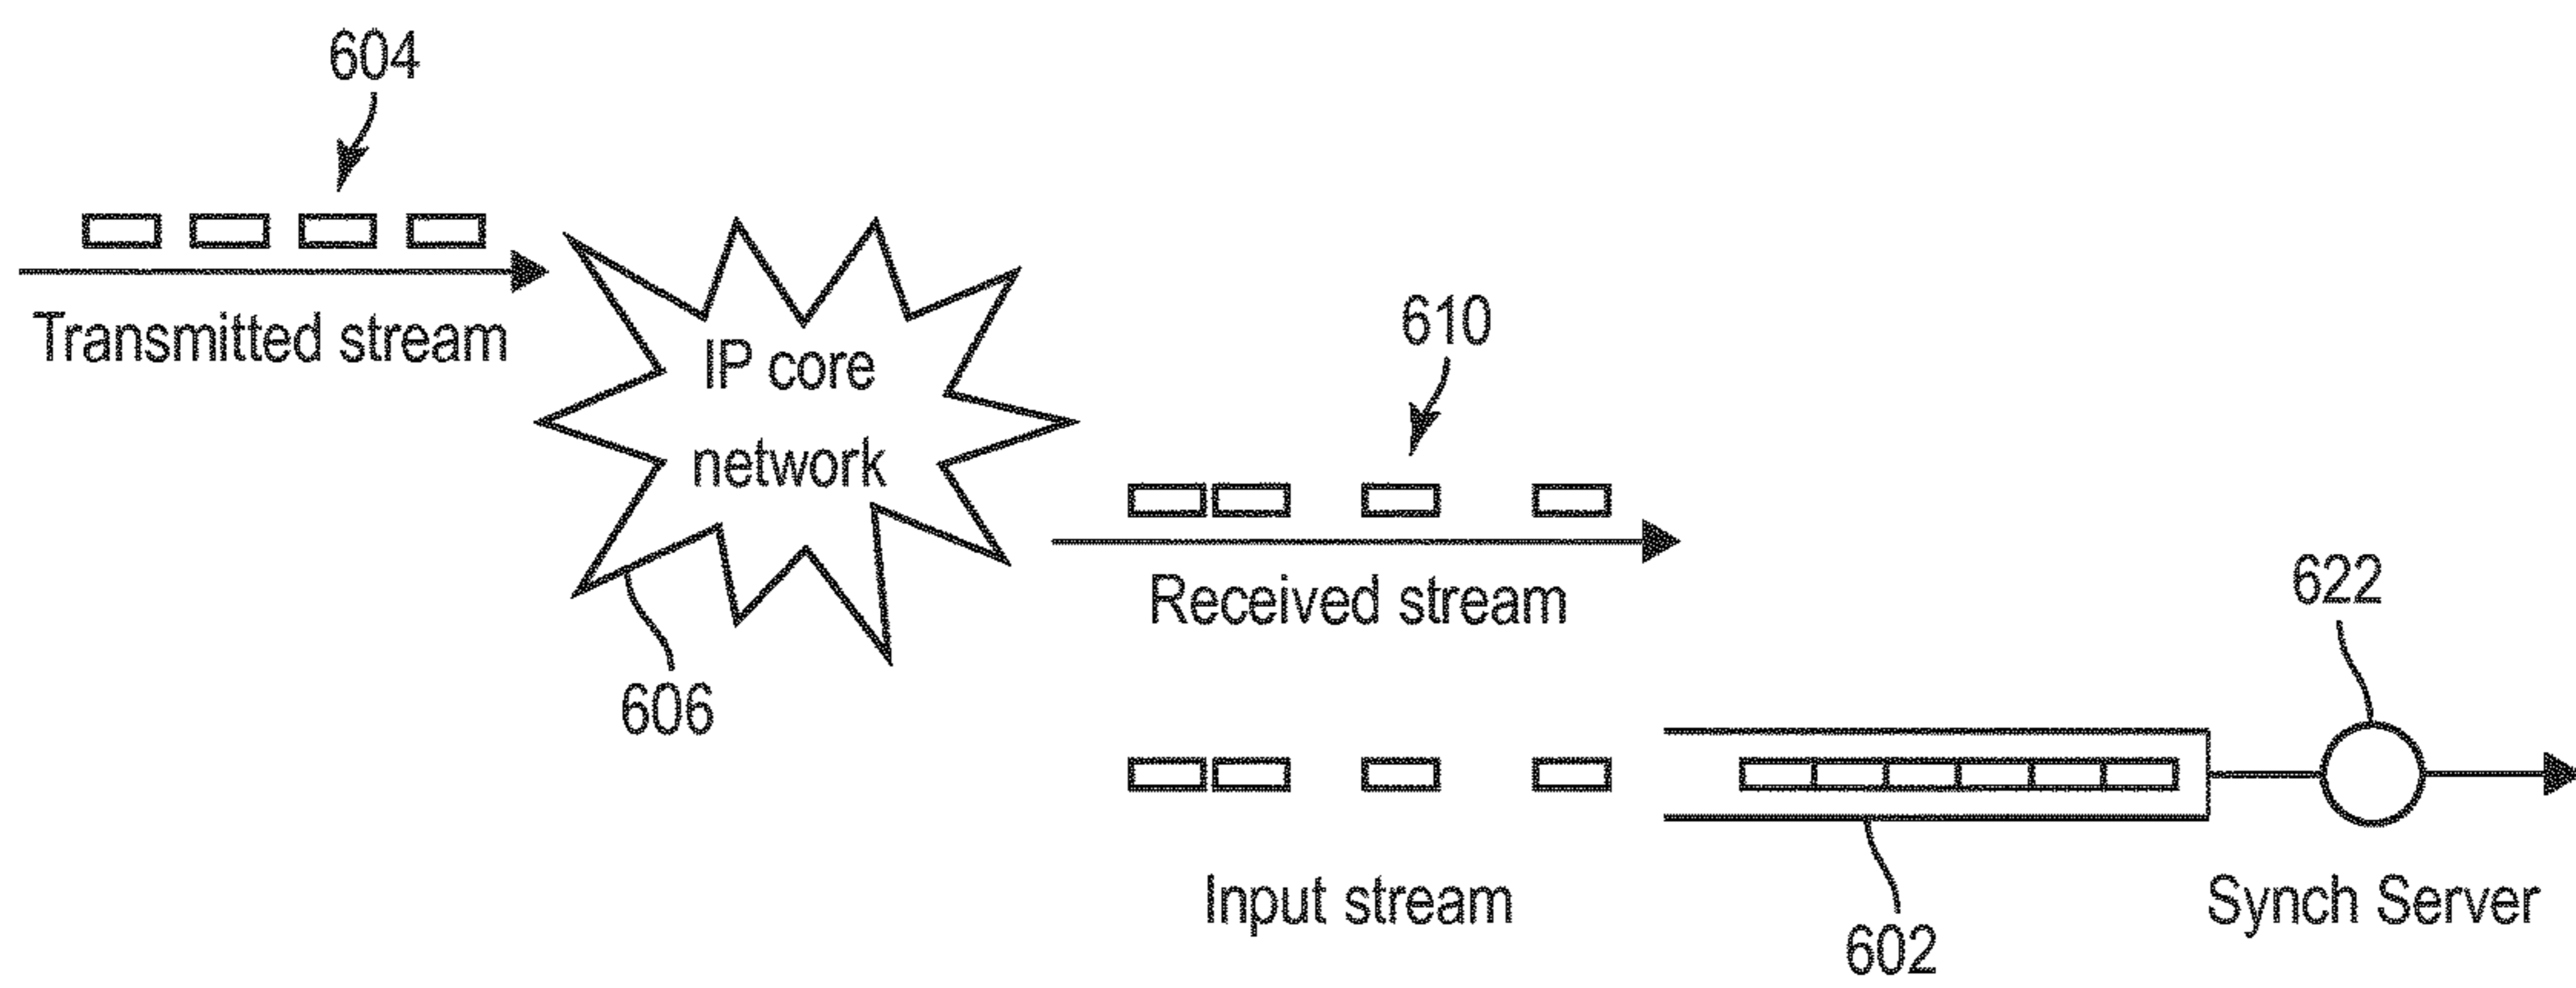 604
Transmitted stream
IP core
network
606
610
Received stream
622
Input stream
602
Synch Server